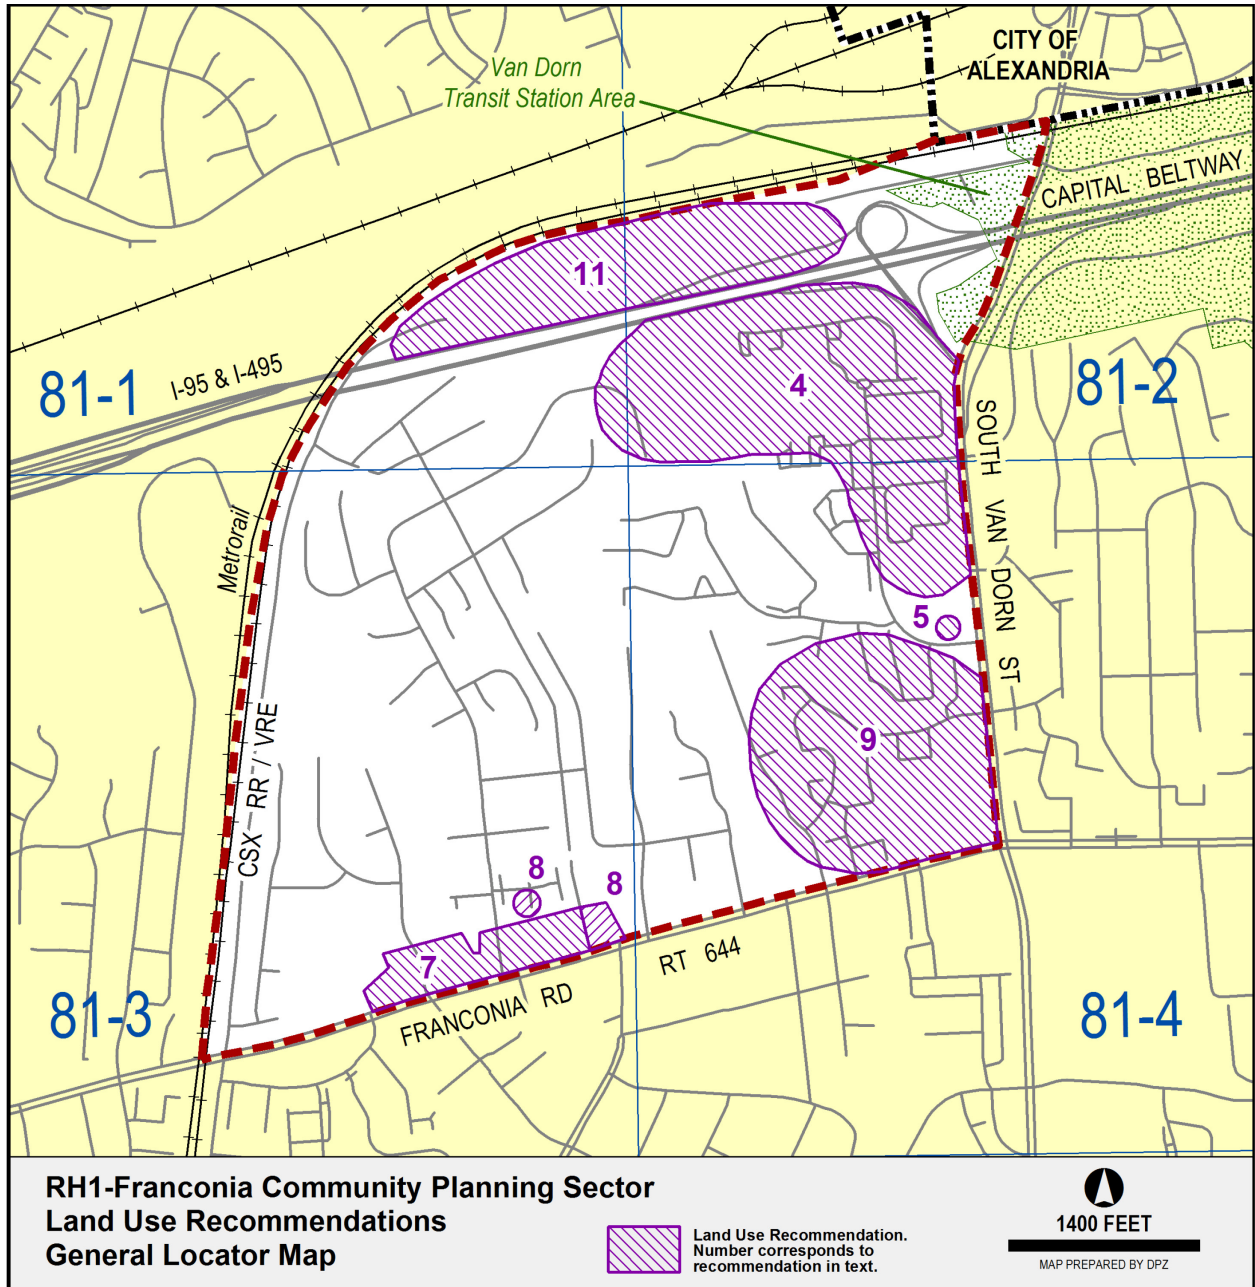 CITY OF
ALEXANDRIA
Van Dorn
Transit Station Area
CAPITAL BELTWAY
11
I-95 & I-495
81-1
4
81-2
SOUTH VAN DORN ST
Metrorail
5
9
CSX RR / VRE
8
8
7
RT 644
FRANCONIA RD
81-3
81-4
RH1-Franconia Community Planning Sector
Land Use Recommendations
General Locator Map
Land Use Recommendation.
Number corresponds to
recommendation in text.
1400 FEET
MAP PREPARED BY DPZ